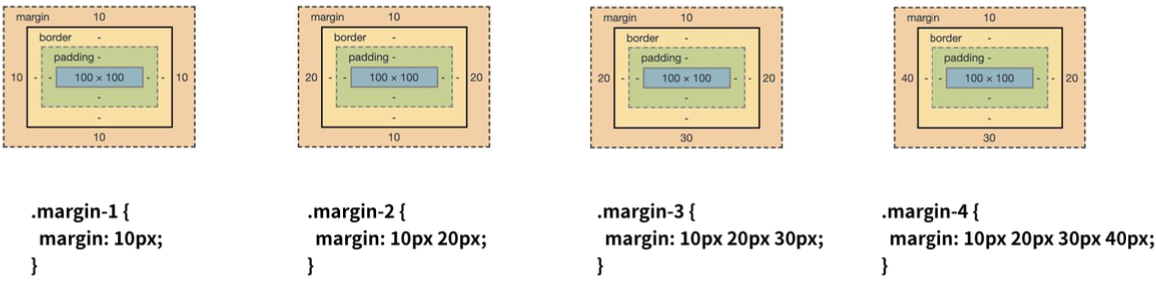 margin 10
border -
padding -
10 - - 100 × 100 - - 10
-
-
10
margin 10
border -
padding -
20 - - 100 × 100 - - 20
-
-
10
margin 10
border -
padding -
20 - - 100 × 100 - - 20
-
-
30
margin 10
border -
padding -
40 - - 100 × 100 - - 20
-
-
30
.margin-1 {
margin: 10px;
}
.margin-2 {
margin: 10px 20px;
}
.margin-3 {
margin: 10px 20px 30px;
}
.margin-4 {
margin: 10px 20px 30px 40px;
}